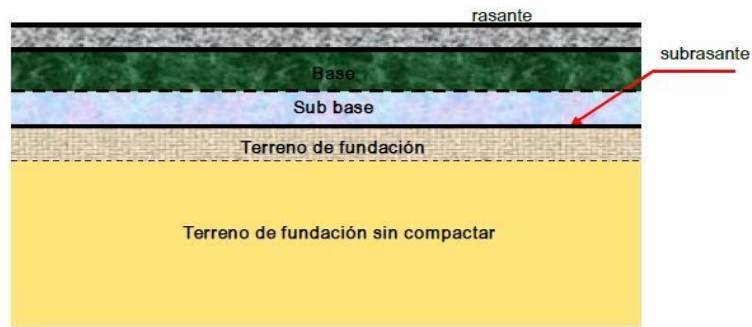 rasante
subrasante
Base
Sub base
Terreno de fundación
Terreno de fundación sin compactar